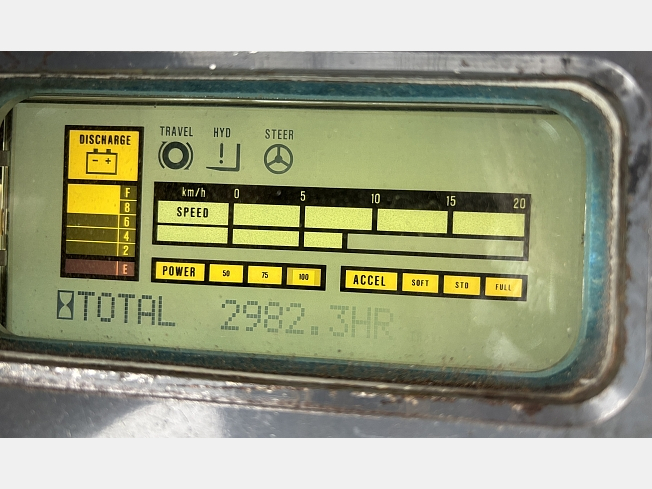 TRAVEL HYD STEER
DISCHARGE
- +
F
8
6
4
2
E
km/h 0 5 10 15 20
SPEED
POWER 50 75 100
ACCEL SOFT STD FULL
TOTAL 2982.3HR